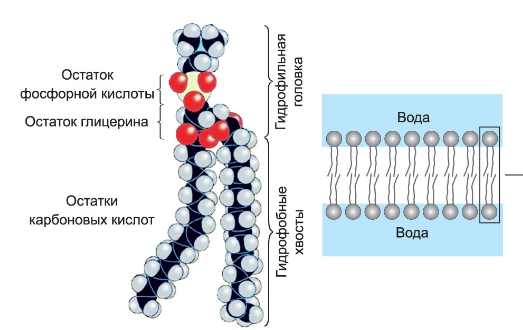 Остаток
фосфорной кислоты
Остаток глицерина
Остатки
карбоновых кислот
Гидрофильная
головка
Гидрофобные
хвосты
Вода
Вода